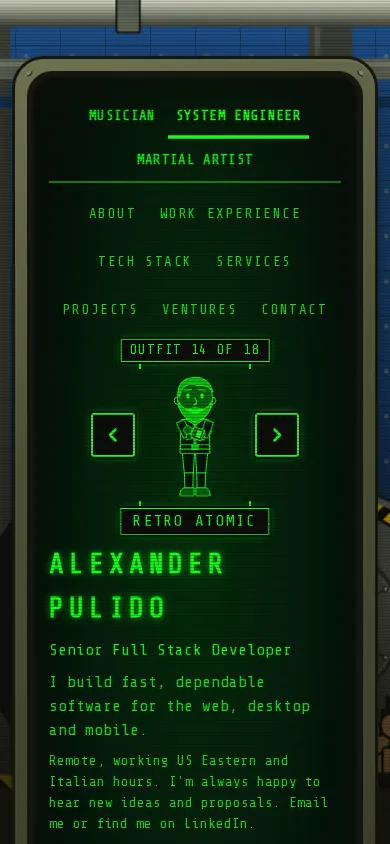 MUSICIAN SYSTEM ENGINEER
MARTIAL ARTIST
ABOUT WORK EXPERIENCE
TECH STACK SERVICES
PROJECTS VENTURES CONTACT
OUTFIT 14 OF 18
RETRO ATOMIC
ALEXANDER
PULIDO
Senior Full Stack Developer
I build fast, dependable
software for the web, desktop
and mobile.
Remote, working US Eastern and
Italian hours. I'm always happy to
hear new ideas and proposals. Email
me or find me on LinkedIn.